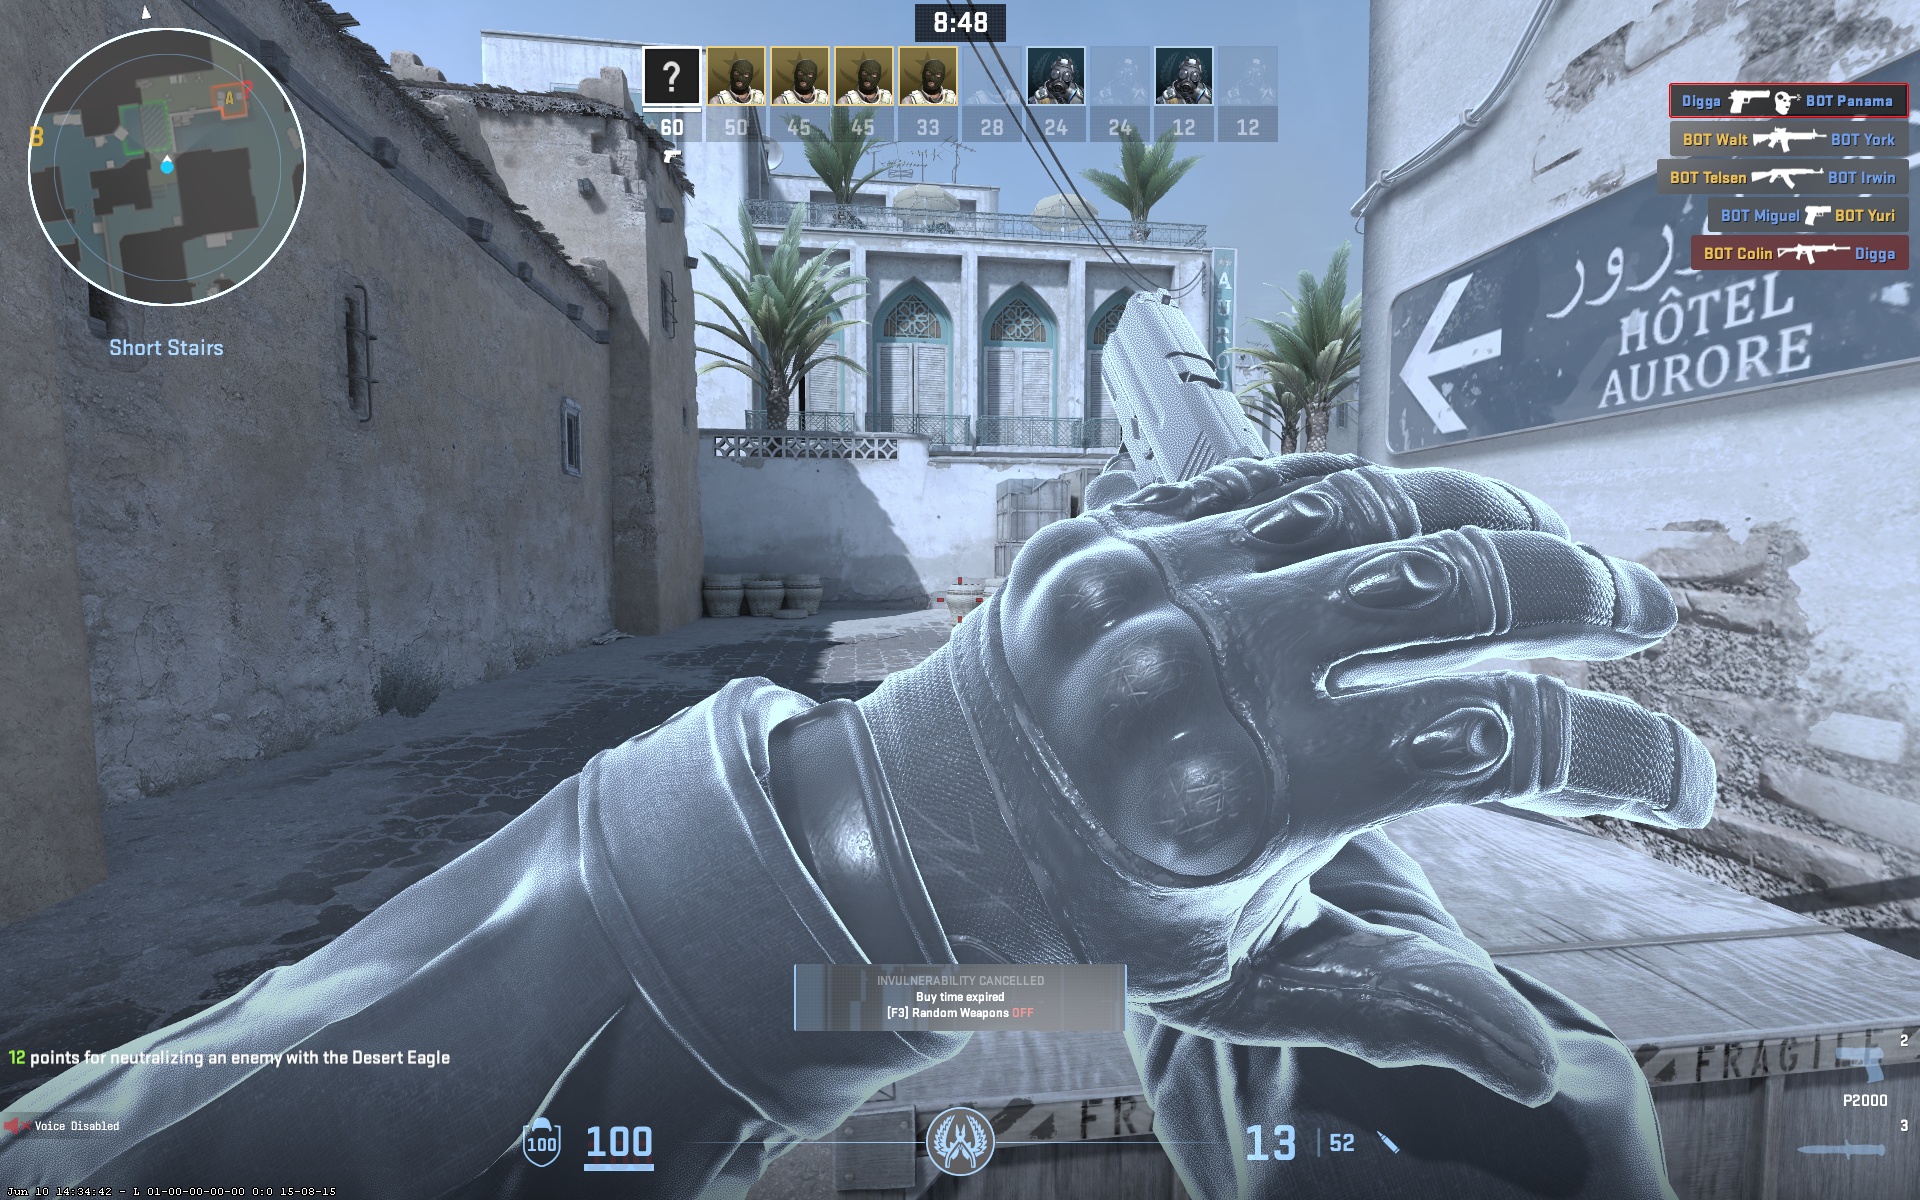 8:48
?
60 50 45 45 33 28 24 24 12 12
A
B
Short Stairs
Digga BOT Panama
BOT Walt BOT York
BOT Telsen BOT Irwin
BOT Miguel BOT Yuri
BOT Colin Digga
HÔTEL
AURORE
INVULNERABILITY CANCELLED
Buy time expired
[F3] Random Weapons OFF
12 points for neutralizing an enemy with the Desert Eagle
Voice Disabled
100
100
13 | 52
FRAGILE
FR
2
P2000
3
Jun 10 14:34:42 - L 01-00-00-00-00 0:0 15-08-15